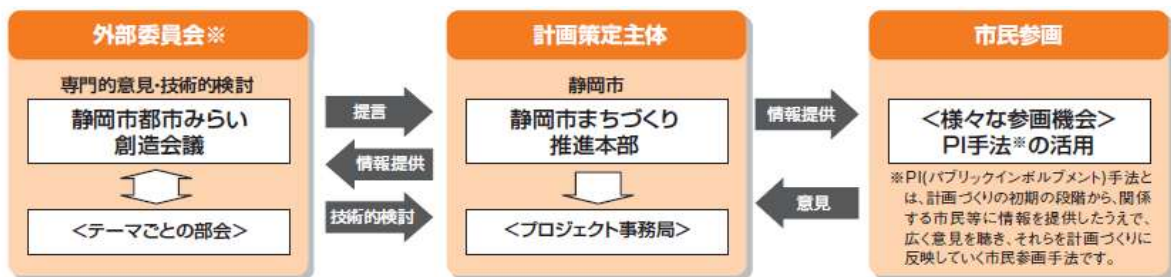 外部委員会※
専門的意見・技術的検討
静岡市都市みらい
創造会議
<テーマごとの部会>
提言
情報提供
技術的検討
計画策定主体
静岡市
静岡市まちづくり
推進本部
<プロジェクト事務局>
情報提供
意見
市民参画
<様々な参画機会>
PI手法※の活用
※PI(パブリックインボルブメント)手法と
は、計画づくりの初期の段階から、関係
する市民等に情報を提供したうえで、
広く意見を聴き、それらを計画づくりに
反映していく市民参画手法です。